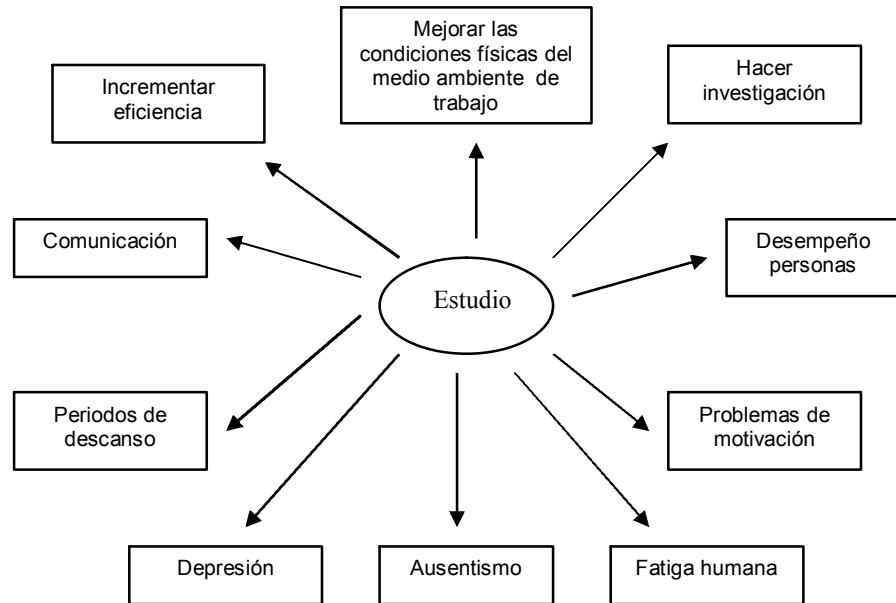 Mejorar las
condiciones físicas del
medio ambiente de
trabajo
Incrementar
eficiencia
Hacer
investigación
Comunicación
Desempeño
personas
Estudio
Periodos de
descanso
Problemas de
motivación
Depresión
Ausentismo
Fatiga humana